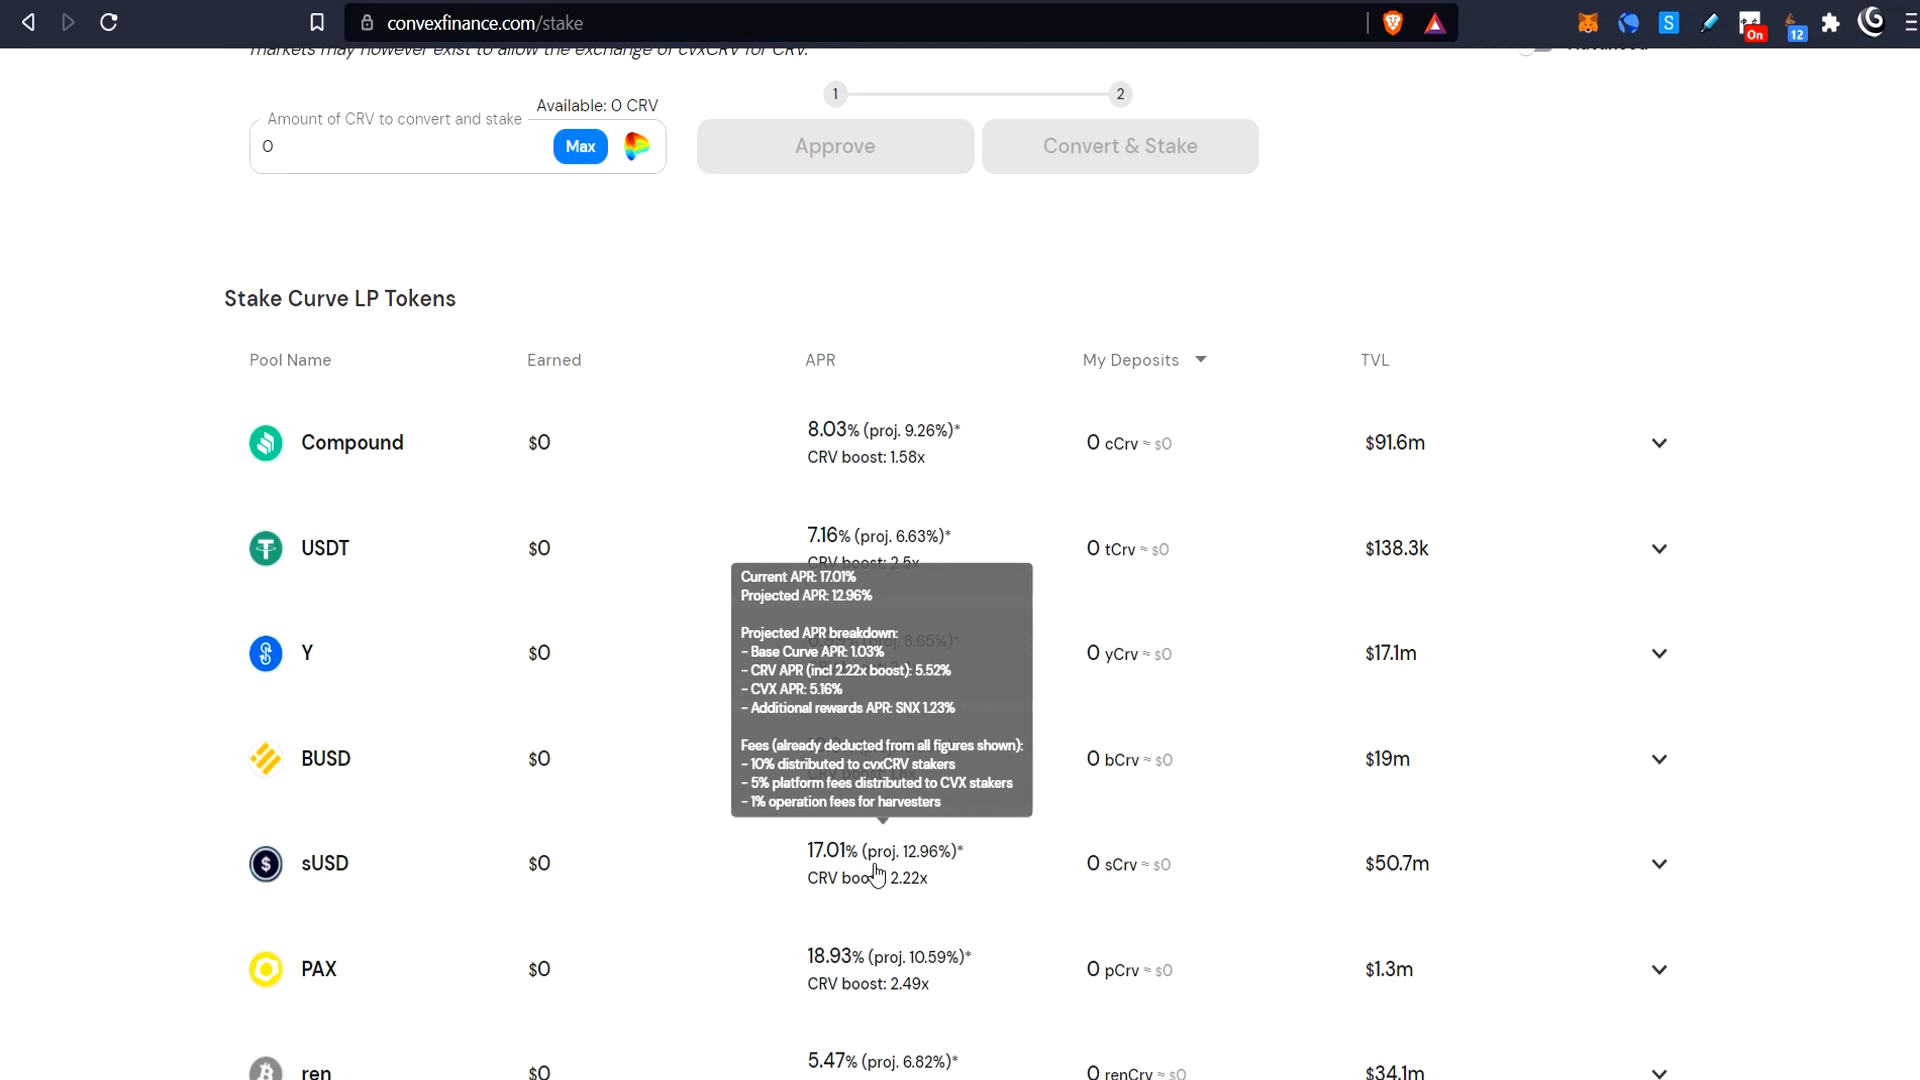 convexfinance.com/stake
On
12
markets may however exist to allow the exchange of cvxCRV for CRV.
Advanced
Available: 0 CRV
Amount of CRV to convert and stake
0
Max
1
2
Approve
Convert & Stake
Stake Curve LP Tokens
Pool Name
Earned
APR
My Deposits
TVL
Compound
$0
8.03% (proj. 9.26%)*
CRV boost: 1.58x
0 cCrv ≈ $0
$91.6m
USDT
$0
7.16% (proj. 6.63%)*
CRV boost: 2.5x
0 tCrv ≈ $0
$138.3k
Current APR: 17.01%
Projected APR: 12.96%
Projected APR breakdown:
- Base Curve APR: 1.03%
- CRV APR (incl 2.22x boost): 5.52%
- CVX APR: 5.16%
- Additional rewards APR: SNX 1.23%
Fees (already deducted from all figures shown):
- 10% distributed to cvxCRV stakers
- 5% platform fees distributed to CVX stakers
- 1% operation fees for harvesters
Y
$0
0 yCrv ≈ $0
$17.1m
BUSD
$0
0 bCrv ≈ $0
$19m
sUSD
$0
17.01% (proj. 12.96%)*
CRV boost: 2.22x
0 sCrv ≈ $0
$50.7m
PAX
$0
18.93% (proj. 10.59%)*
CRV boost: 2.49x
0 pCrv ≈ $0
$1.3m
ren
$0
5.47% (proj. 6.82%)*
0 renCrv ≈ $0
$34.1m